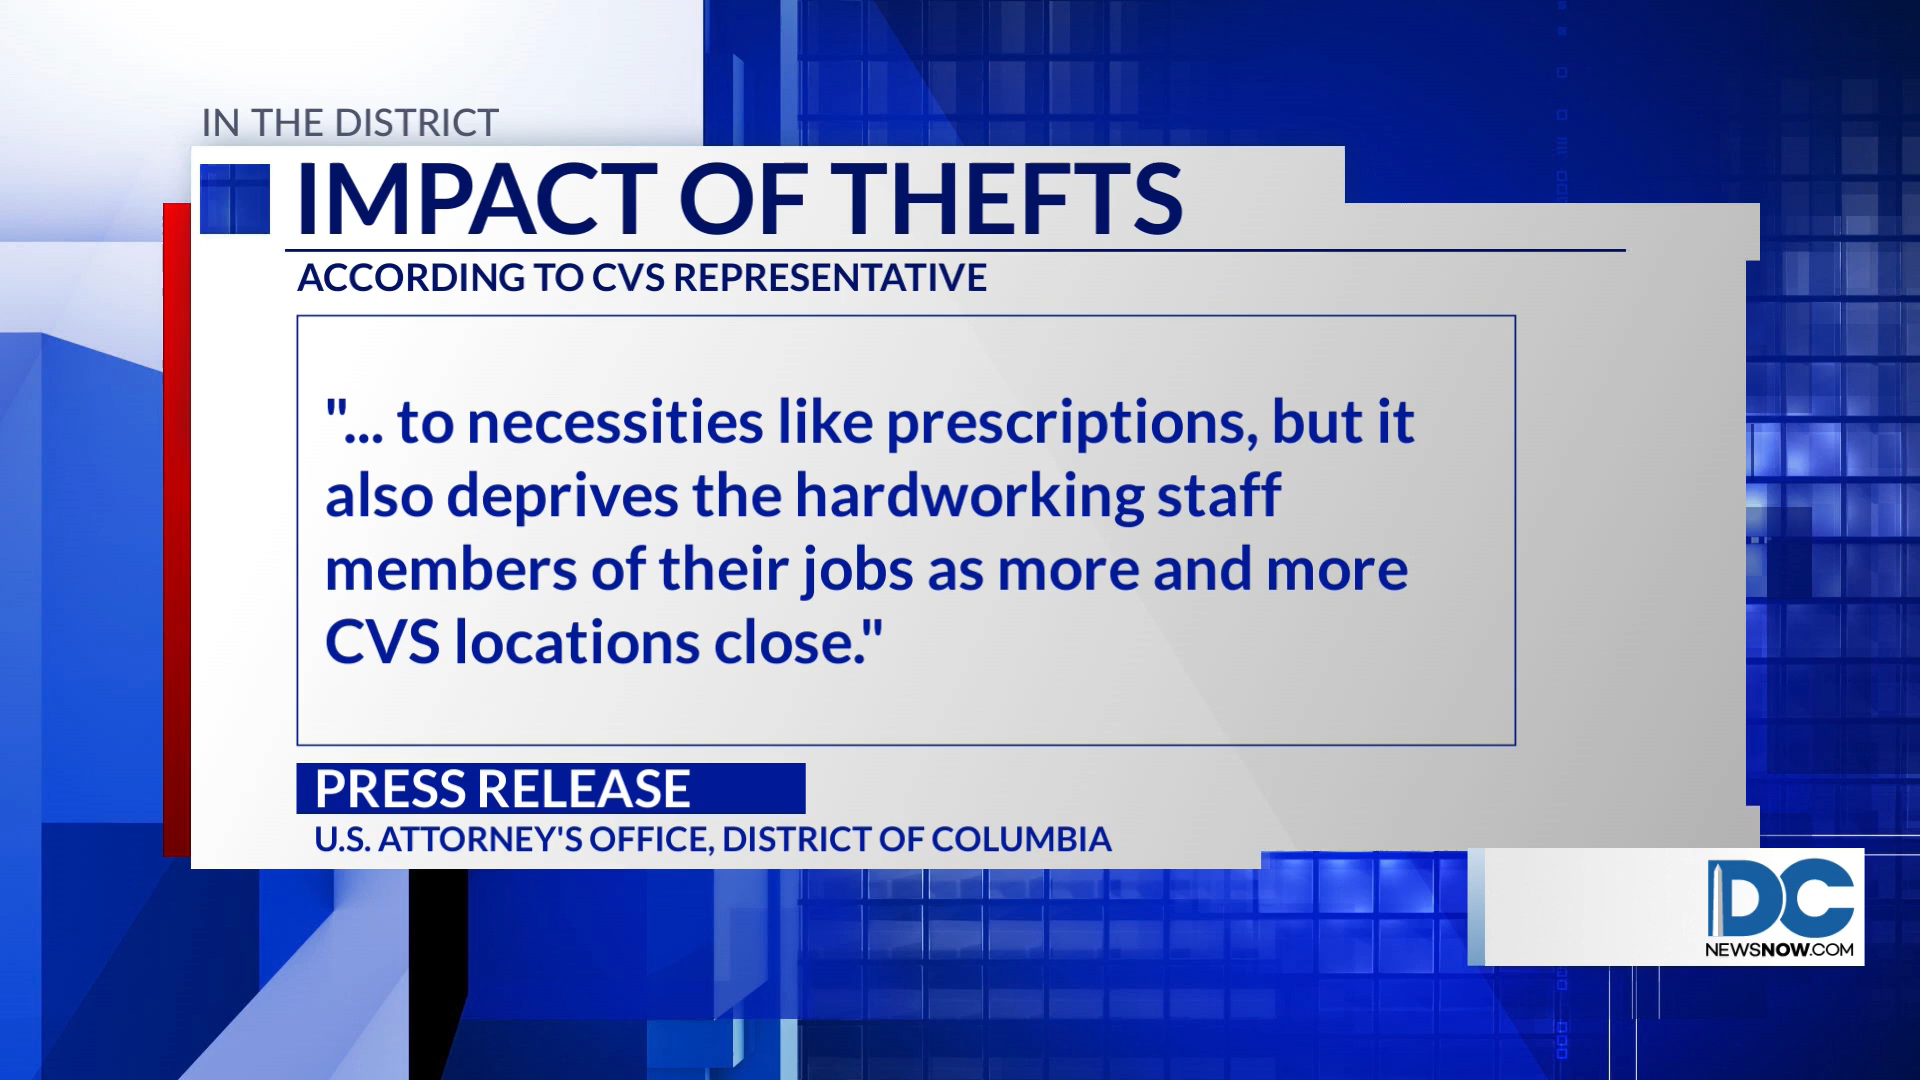 IN THE DISTRICT
IMPACT OF THEFTS
ACCORDING TO CVS REPRESENTATIVE
"... to necessities like prescriptions, but it
also deprives the hardworking staff
members of their jobs as more and more
CVS locations close."
PRESS RELEASE
U.S. ATTORNEY'S OFFICE, DISTRICT OF COLUMBIA
DC
NEWSNOW.COM